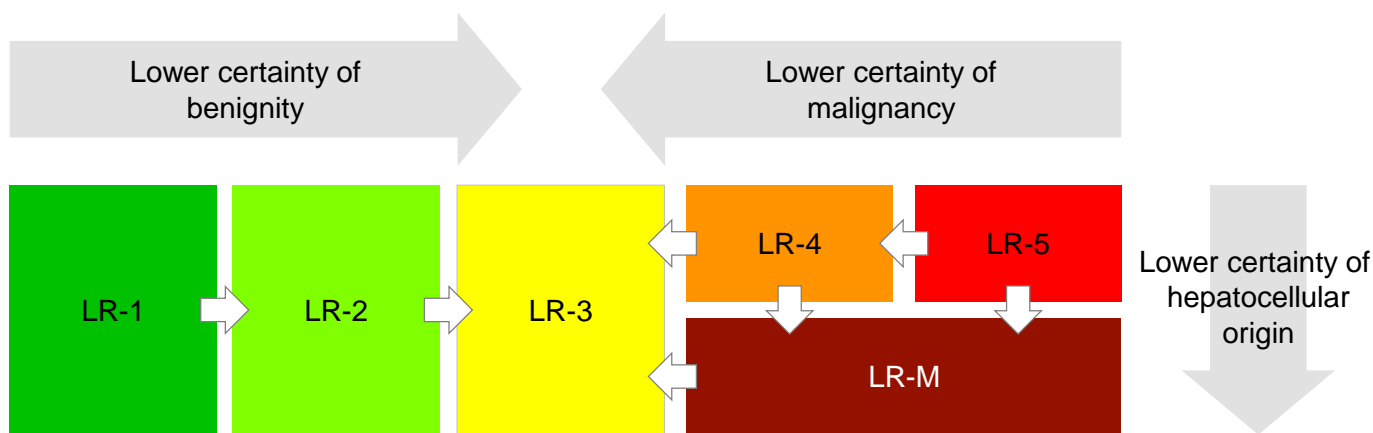 Lower certainty of
benignity
Lower certainty of
malignancy
LR-1
LR-2
LR-3
LR-4
LR-5
LR-M
Lower certainty of
hepatocellular
origin